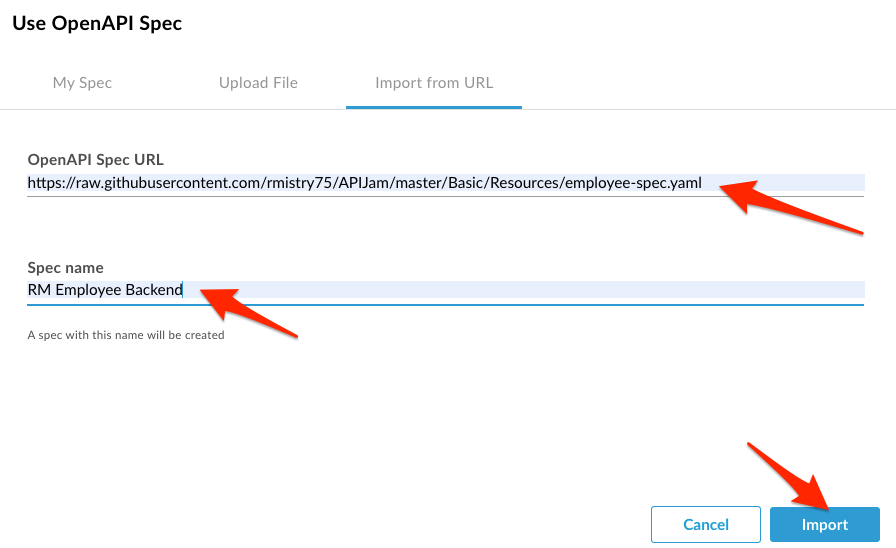 Use OpenAPI Spec
My Spec
Upload File
Import from URL
OpenAPI Spec URL
https://raw.githubusercontent.com/rmistry75/APIJam/master/Basic/Resources/employee-spec.yaml
Spec name
RM Employee Backend
A spec with this name will be created
Cancel
Import